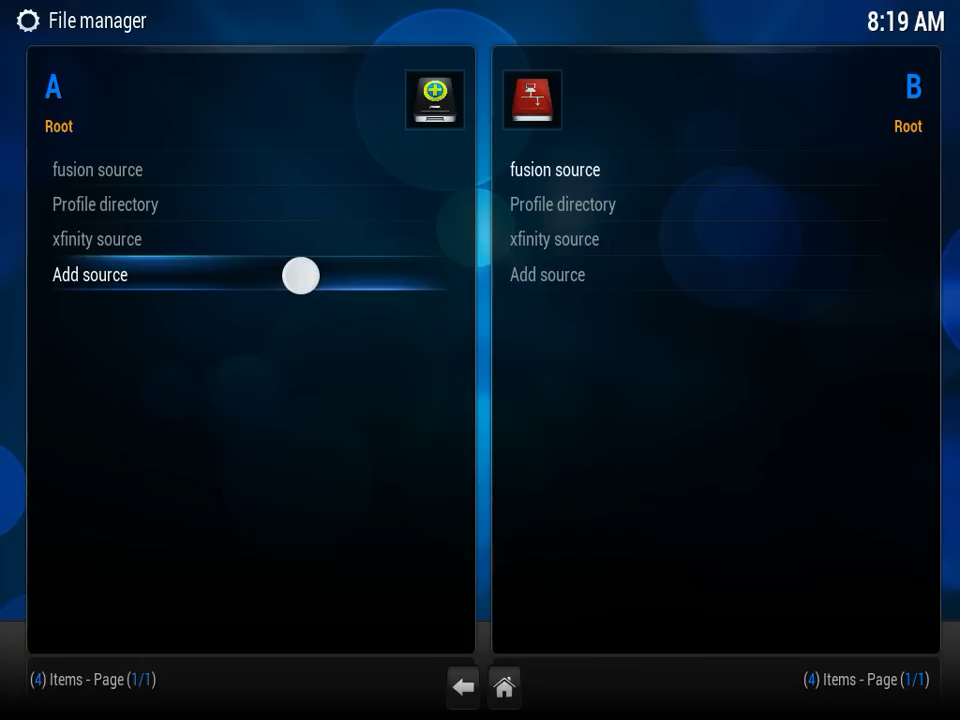 File manager
8:19 AM
A
Root
fusion source
Profile directory
xfinity source
Add source
(4) Items - Page (1/1)
B
Root
fusion source
Profile directory
xfinity source
Add source
(4) Items - Page (1/1)